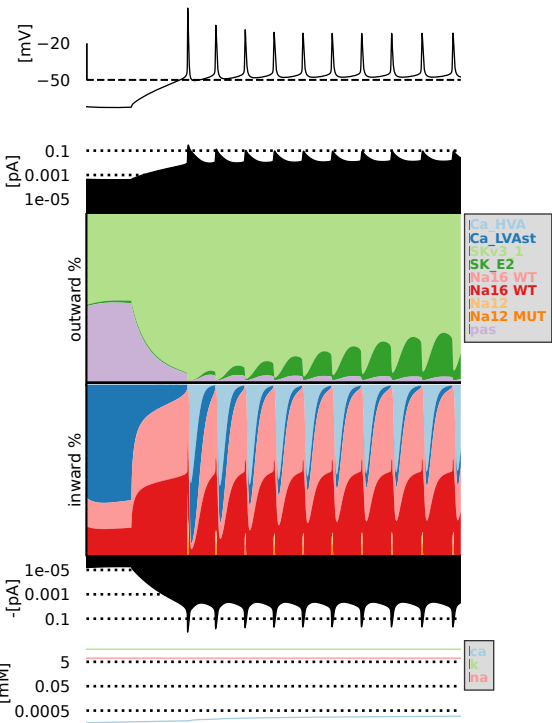 [mV]
−20
−50
[pA]
0.1
0.001
1e-05
outward %
Ca_HVA
Ca_LVAst
SKv3_1
SK_E2
Na16 WT
Na16 WT
Na12
Na12 MUT
pas
inward %
-[pA]
1e-05
0.001
0.1
[mM]
5
0.05
0.0005
ca
k
na